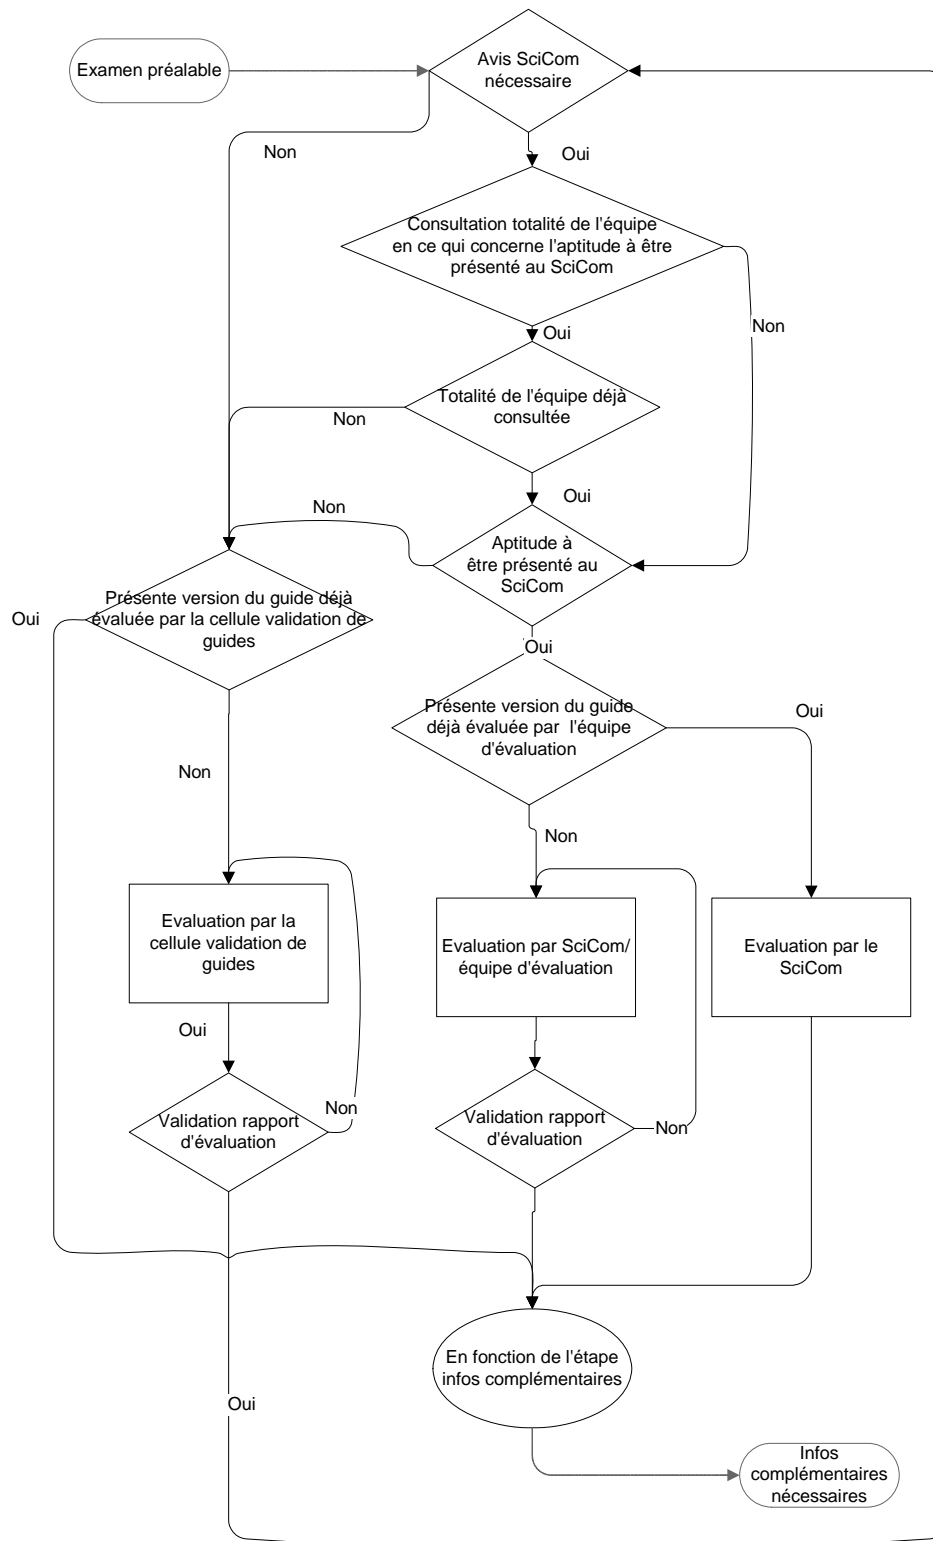 Examen préalable
Avis SciCom
nécessaire
Non
Oui
Consultation totalité de l'équipe
en ce qui concerne l'aptitude à être
présenté au SciCom
Non
Oui
Totalité de l'équipe déjà
consultée
Non
Oui
Non
Aptitude à
être présenté au
SciCom
Oui
Présente version du guide déjà
évaluée par la cellule validation de
guides
Oui
Présente version du guide
déjà évaluée par l'équipe
d'évaluation
Oui
Non
Non
Evaluation par la
cellule validation de
guides
Evaluation par SciCom/
équipe d'évaluation
Evaluation par le
SciCom
Oui
Validation rapport
d'évaluation
Non
Validation rapport
d'évaluation
Non
En fonction de l'étape
infos complémentaires
Oui
Infos
complémentaires
nécessaires